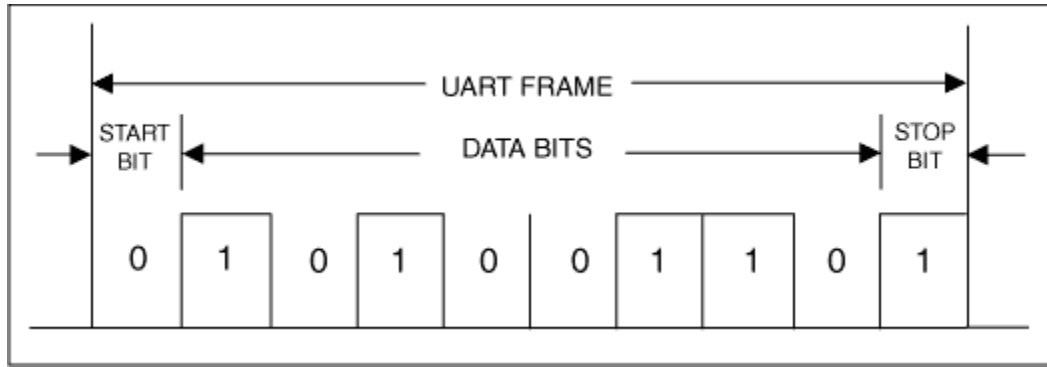 UART FRAME
START
BIT
DATA BITS
STOP
BIT
0 1 0 1 0 0 1 1 0 1